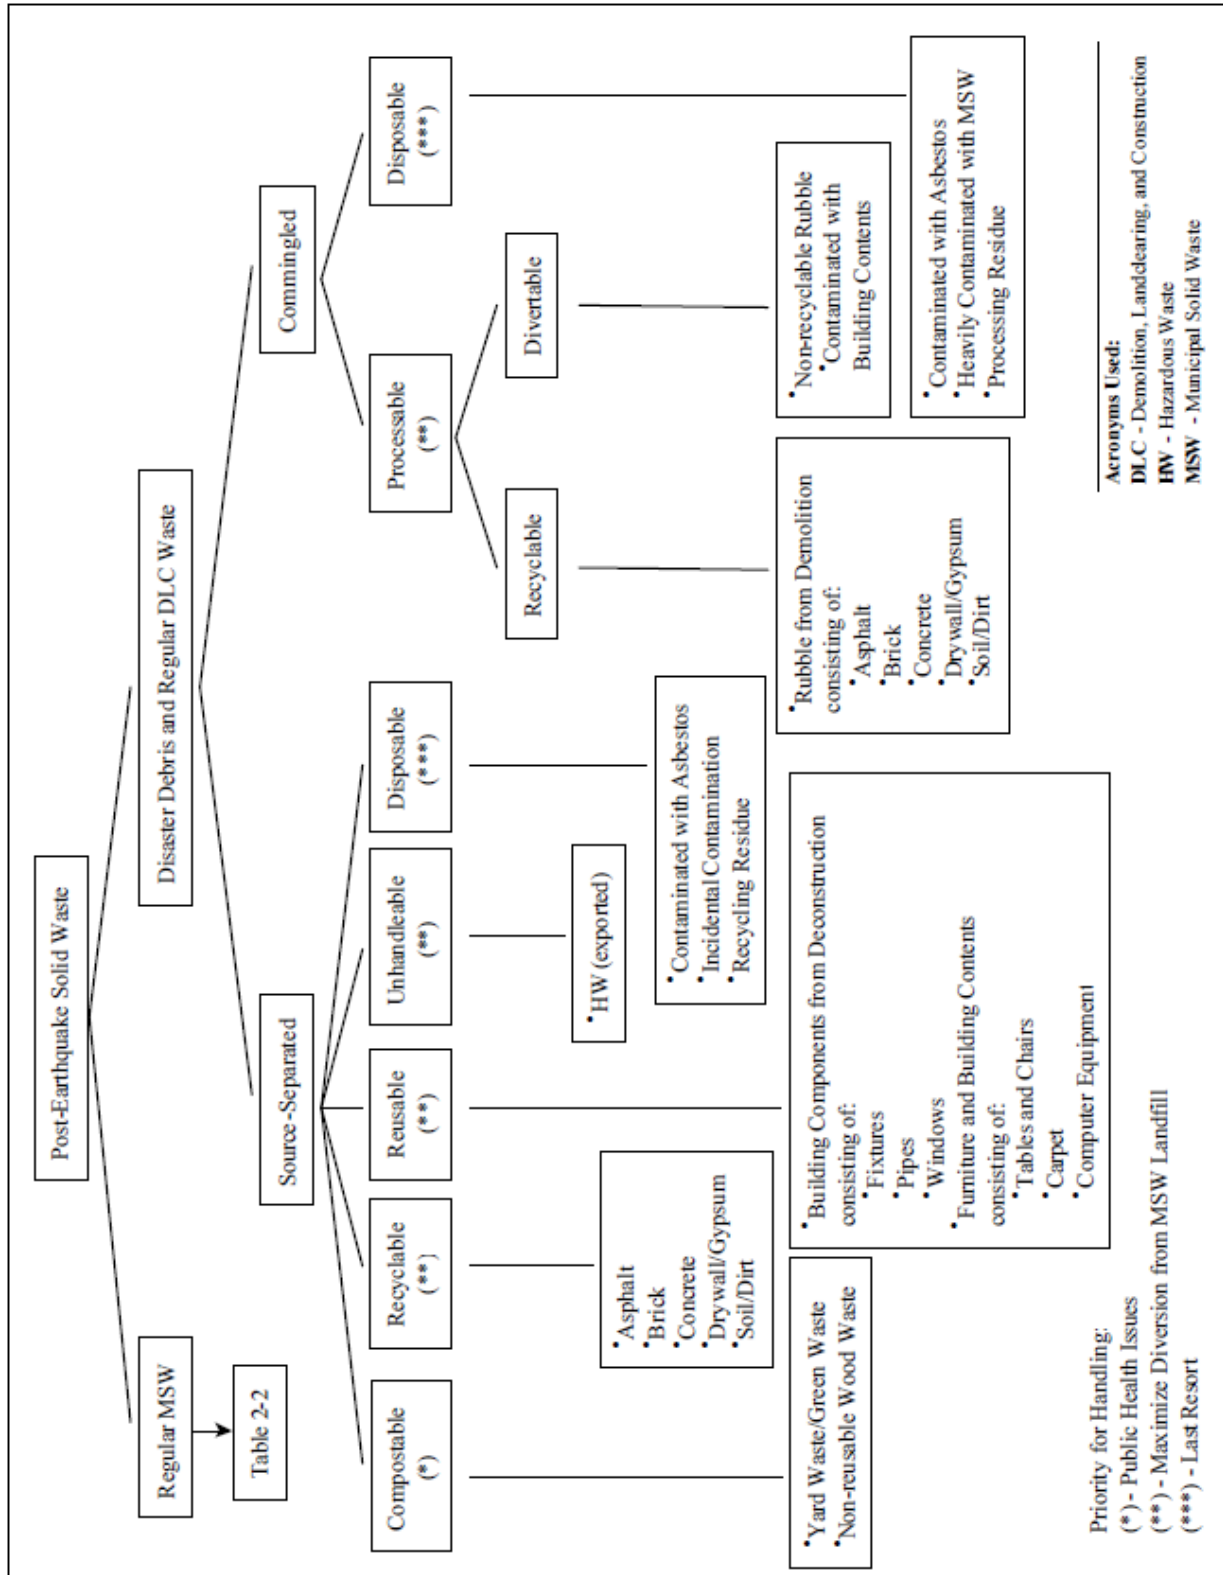 Post-Earthquake Solid Waste
Regular MSW
Disaster Debris and Regular DLC Waste
Table 2-2
Source-Separated
Commingled
Compostable
(*)
Recyclable
(**)
Reusable
(**)
Unhandleable
(**)
Disposable
(***)
Processable
(**)
Disposable
(***)
Recyclable
Divertable
•HW (exported)
•Asphalt
•Brick
•Concrete
•Drywall/Gypsum
•Soil/Dirt
•Contaminated with Asbestos
•Incidental Contamination
•Recycling Residue
•Yard Waste/Green Waste
•Non-reusable Wood Waste
•Building Components from Deconstruction
consisting of:
•Fixtures
•Pipes
•Windows
•Furniture and Building Contents
consisting of:
•Tables and Chairs
•Carpet
•Computer Equipment
•Rubble from Demolition
consisting of:
•Asphalt
•Brick
•Concrete
•Drywall/Gypsum
•Soil/Dirt
•Non-recyclable Rubble
•Contaminated with
Building Contents
•Contaminated with Asbestos
•Heavily Contaminated with MSW
•Processing Residue
Priority for Handling:
(*) - Public Health Issues
(**) - Maximize Diversion from MSW Landfill
(***) - Last Resort
Acronyms Used:
DLC - Demolition, Landclearing, and Construction
HW - Hazardous Waste
MSW - Municipal Solid Waste